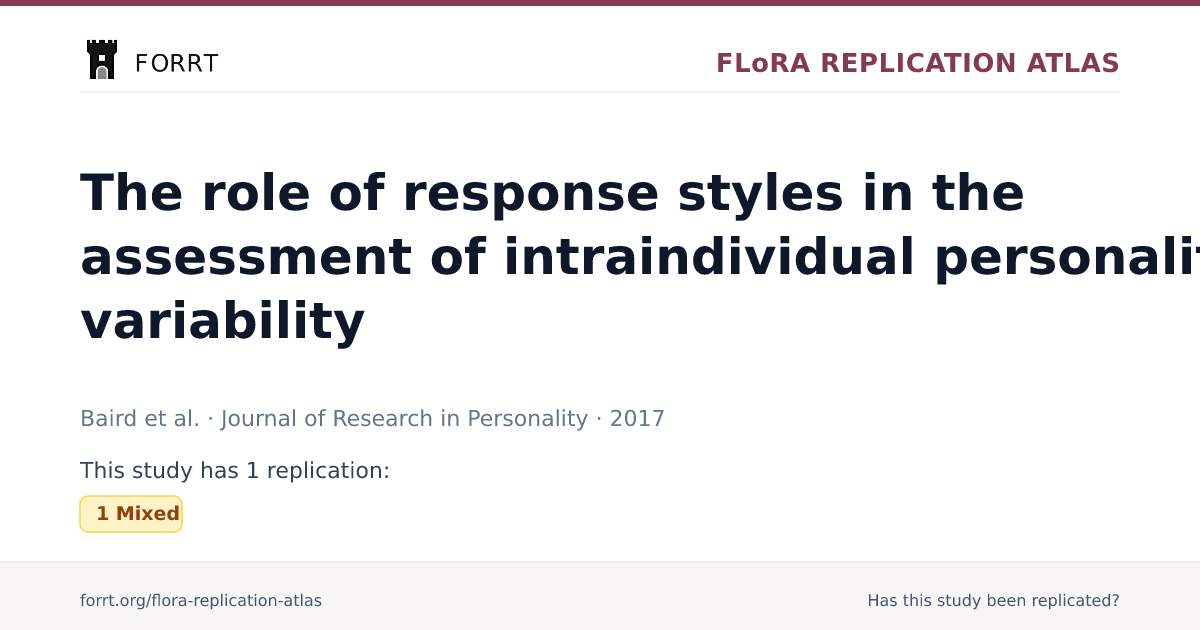 FORRT
FLoRA REPLICATION ATLAS
The role of response styles in the
assessment of intraindividual personali
variability
Baird et al. · Journal of Research in Personality · 2017
This study has 1 replication:
1 Mixed
forrt.org/flora-replication-atlas
Has this study been replicated?